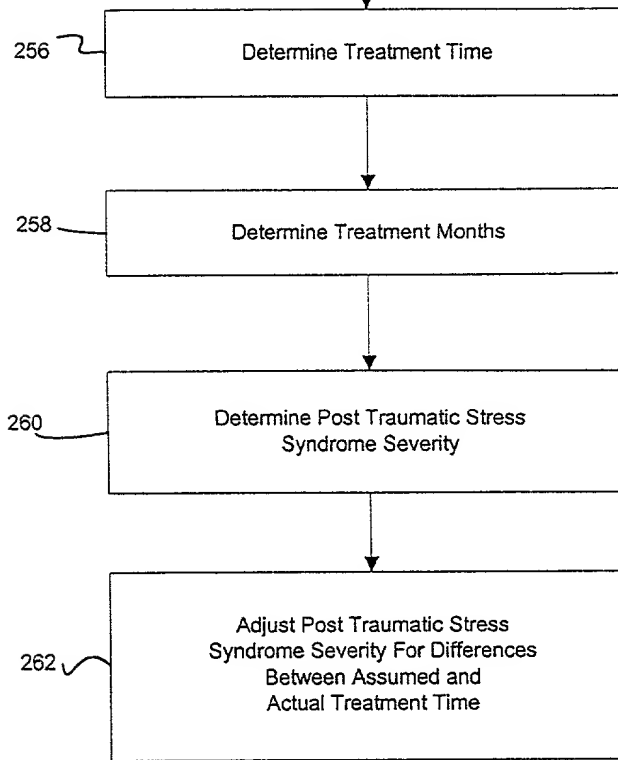 256
Determine Treatment Time
258
Determine Treatment Months
260
Determine Post Traumatic Stress
Syndrome Severity
262
Adjust Post Traumatic Stress
Syndrome Severity For Differences
Between Assumed and
Actual Treatment Time